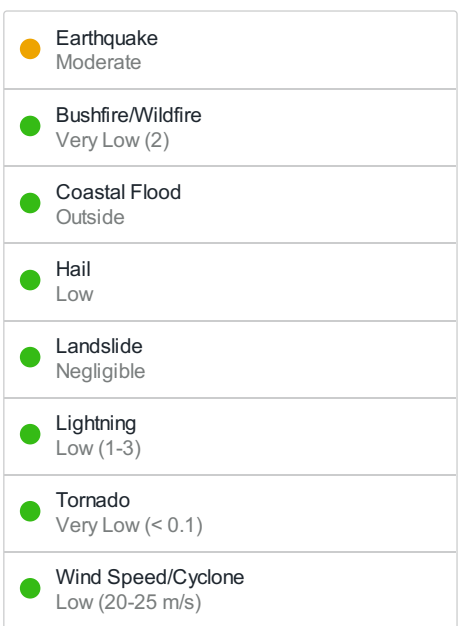 Earthquake
Moderate
Bushfire/Wildfire
Very Low (2)
Coastal Flood
Outside
Hail
Low
Landslide
Negligible
Lightning
Low (1-3)
Tornado
Very Low (< 0.1)
Wind Speed/Cyclone
Low (20-25 m/s)